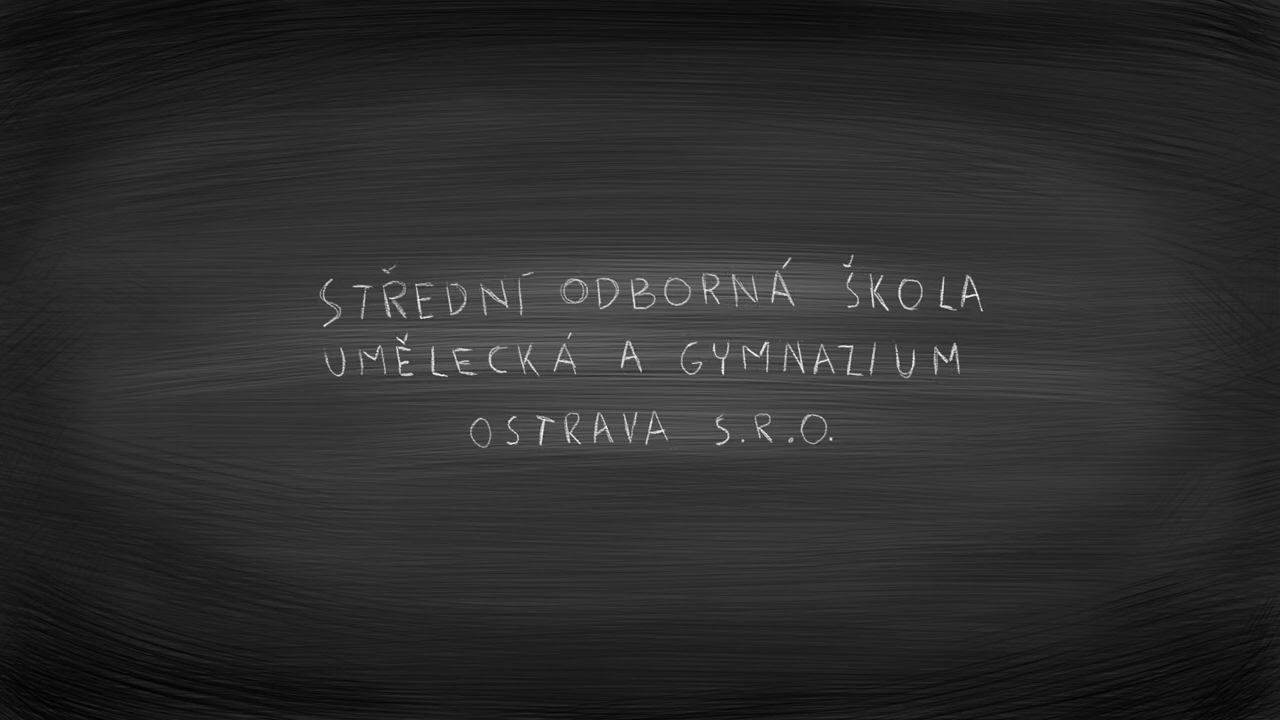 STŘEDNÍ ODBORNÁ ŠKOLA
UMĚLECKÁ A GYMNAZIUM
OSTRAVA S.R.O.